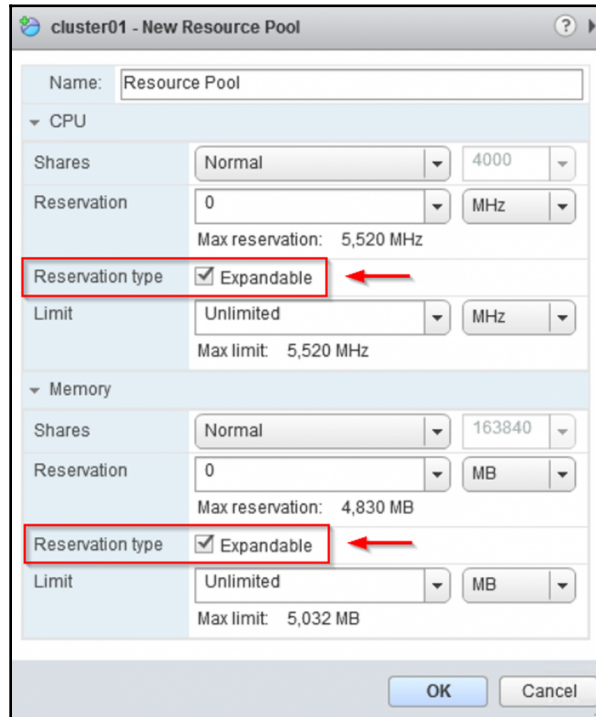 cluster01 - New Resource Pool ?
Name: Resource Pool
CPU
Shares Normal 4000
Reservation 0 MHz
Max reservation: 5,520 MHz
Reservation type Expandable
Limit Unlimited MHz
Max limit: 5,520 MHz
Memory
Shares Normal 163840
Reservation 0 MB
Max reservation: 4,830 MB
Reservation type Expandable
Limit Unlimited MB
Max limit: 5,032 MB
OK Cancel